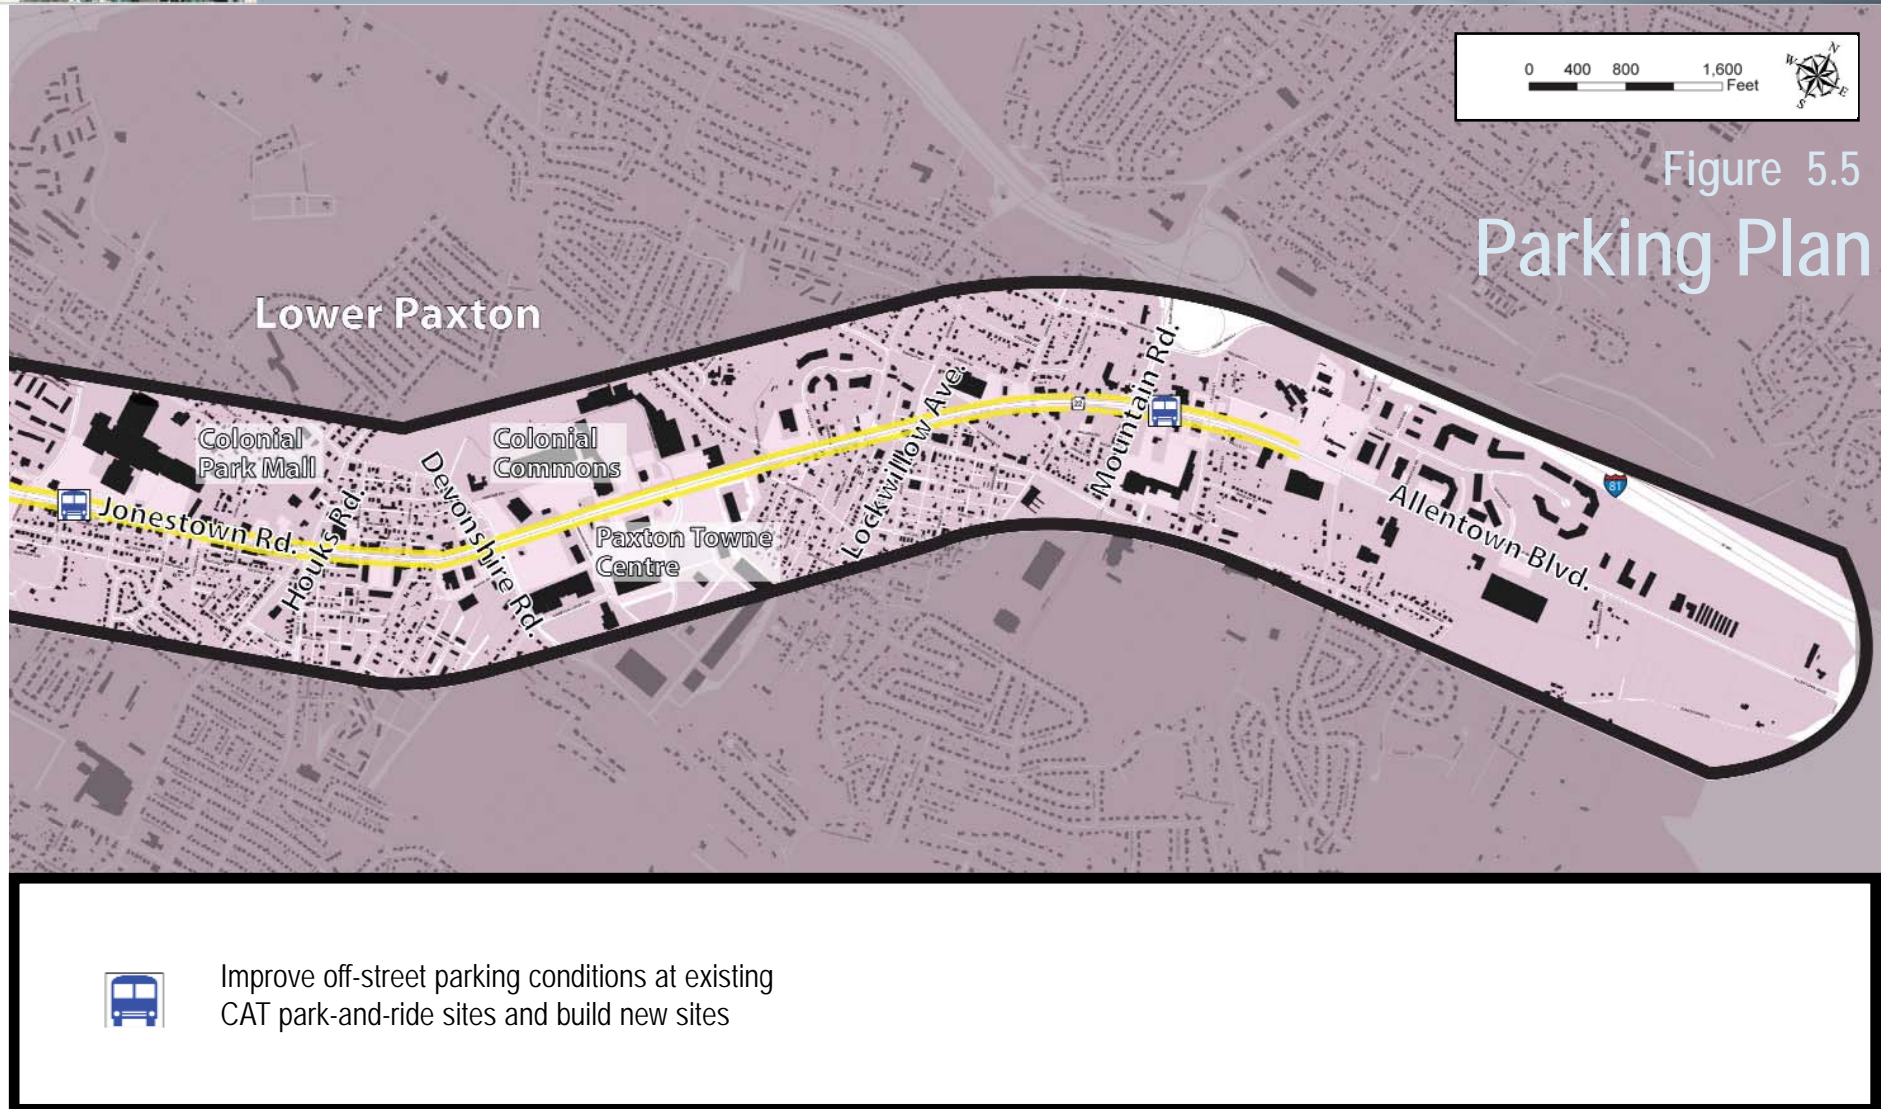 0 400 800 1,600
Feet
N
W
E
S
Figure 5.5
Parking Plan
Lower Paxton
Mountain Rd.
Lockwillow Ave.
22
Colonial
Park Mall
Colonial
Commons
Devonshire Rd.
Houks Rd.
Jonestown Rd.
Paxton Towne
Centre
Allentown Blvd.
81
Improve off-street parking conditions at existing
CAT park-and-ride sites and build new sites